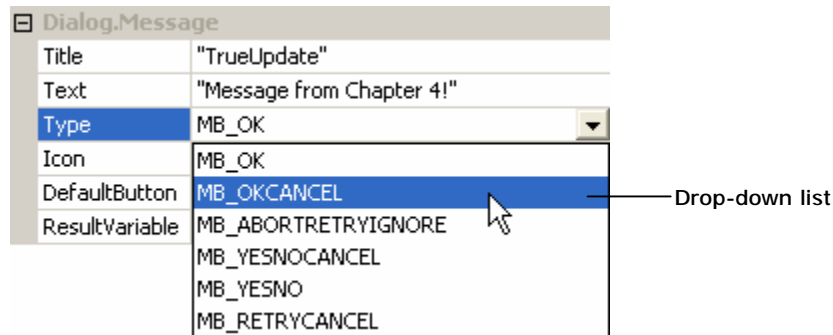 Dialog.Message
Title "TrueUpdate"
Text "Message from Chapter 4!"
Type MB_OK
Icon MB_OK
DefaultButton MB_OKCANCEL Drop-down list
ResultVariable MB_ABORTRETRYIGNORE
MB_YESNOCANCEL
MB_YESNO
MB_RETRYCANCEL